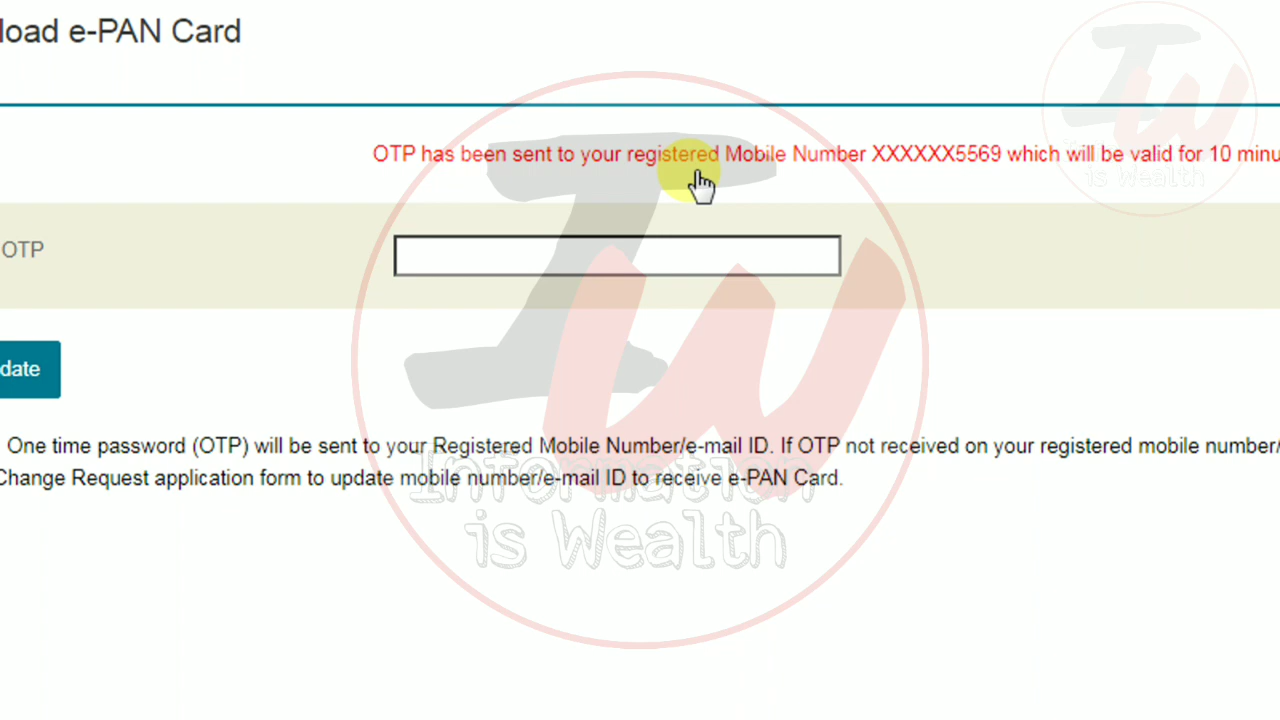 load e-PAN Card
OTP has been sent to your registered Mobile Number XXXXXX5569 which will be valid for 10 minu
OTP
date
One time password (OTP) will be sent to your Registered Mobile Number/e-mail ID. If OTP not received on your registered mobile number/
Change Request application form to update mobile number/e-mail ID to receive e-PAN Card.
IW
Information
is Wealth
IW
is Wealth